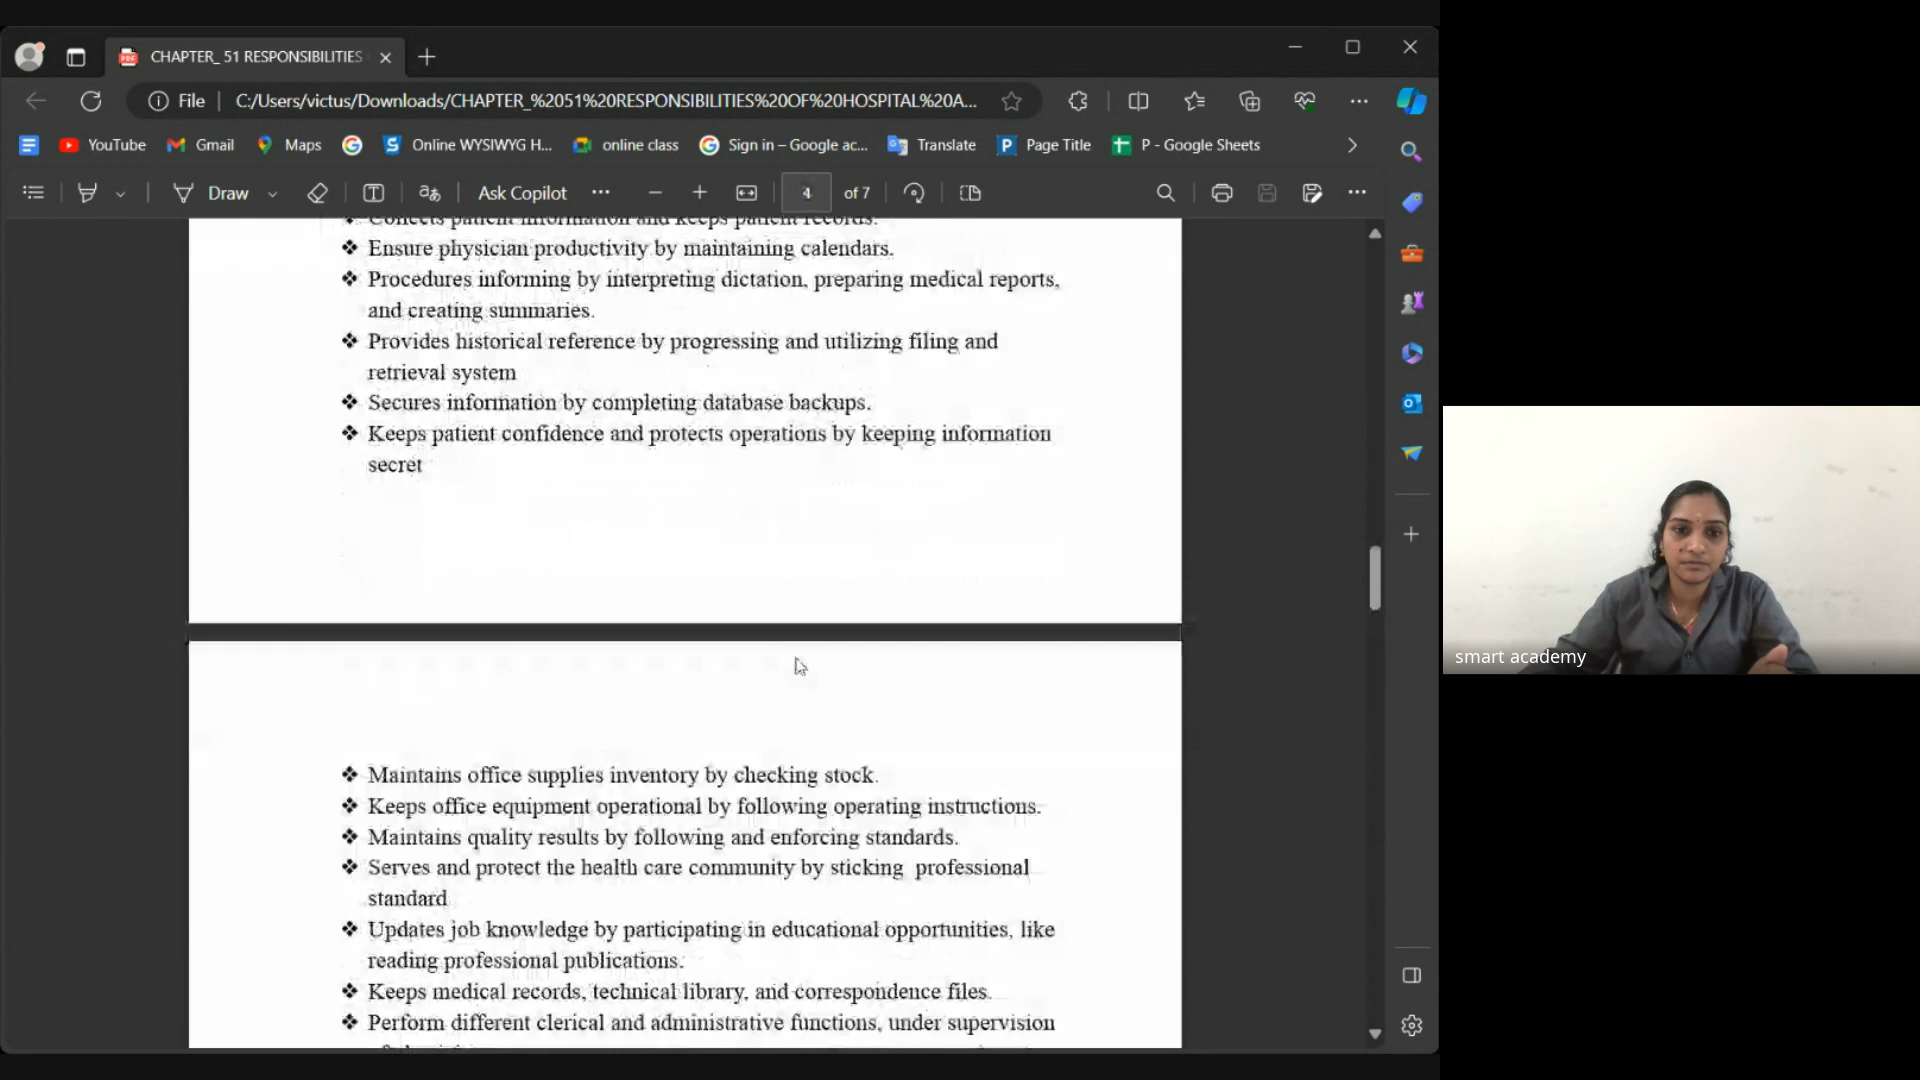 CHAPTER_ 51 RESPONSIBILITIES
File
C:/Users/victus/Downloads/CHAPTER_%2051%20RESPONSIBILITIES%20OF%20HOSPITAL%20A...
YouTube Gmail Maps Online WYSIWYG H... online class Sign in – Google ac... Translate Page Title P - Google Sheets
Draw Ask Copilot 4 of 7
Collects patient information and keeps patient records.
❖ Ensure physician productivity by maintaining calendars.
❖ Procedures informing by interpreting dictation, preparing medical reports,
and creating summaries.
❖ Provides historical reference by progressing and utilizing filing and
retrieval system
❖ Secures information by completing database backups.
❖ Keeps patient confidence and protects operations by keeping information
secret
❖ Maintains office supplies inventory by checking stock.
❖ Keeps office equipment operational by following operating instructions.
❖ Maintains quality results by following and enforcing standards.
❖ Serves and protect the health care community by sticking professional
standard
❖ Updates job knowledge by participating in educational opportunities, like
reading professional publications.
❖ Keeps medical records, technical library, and correspondence files.
❖ Perform different clerical and administrative functions, under supervision
smart academy